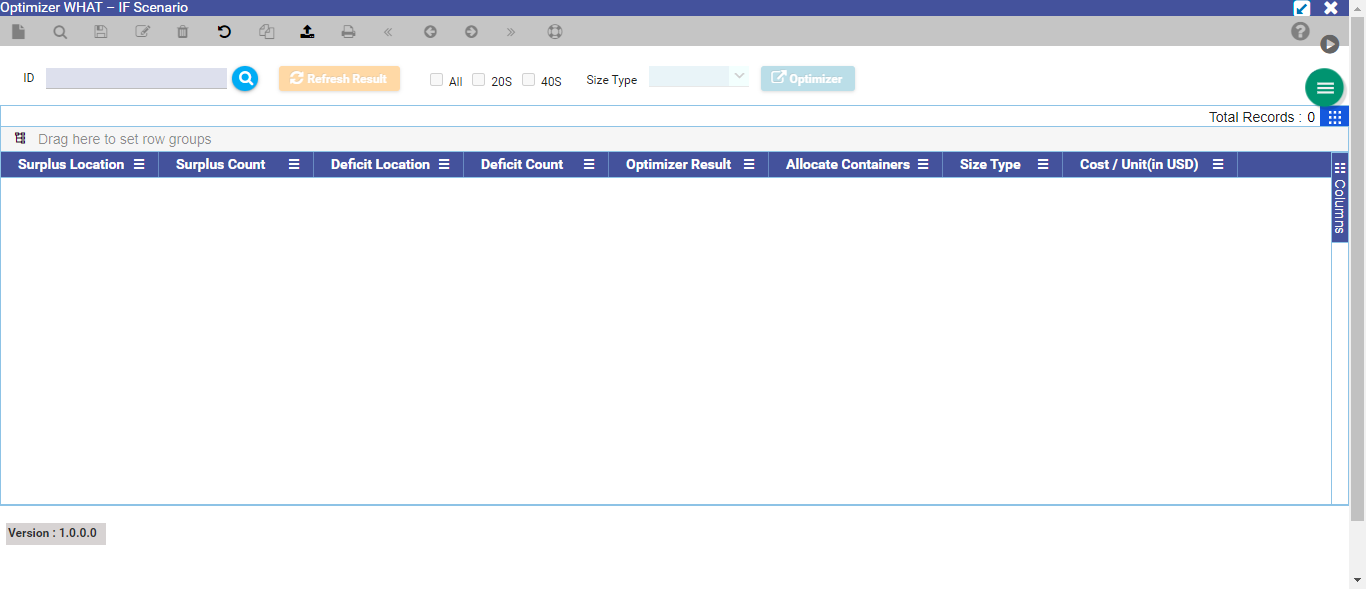 Optimizer WHAT – IF Scenario
ID
Refresh Result
All
20S
40S
Size Type
Optimizer
Total Records : 0
Drag here to set row groups
Surplus Location
Surplus Count
Deficit Location
Deficit Count
Optimizer Result
Allocate Containers
Size Type
Cost / Unit(in USD)
Columns
Version : 1.0.0.0